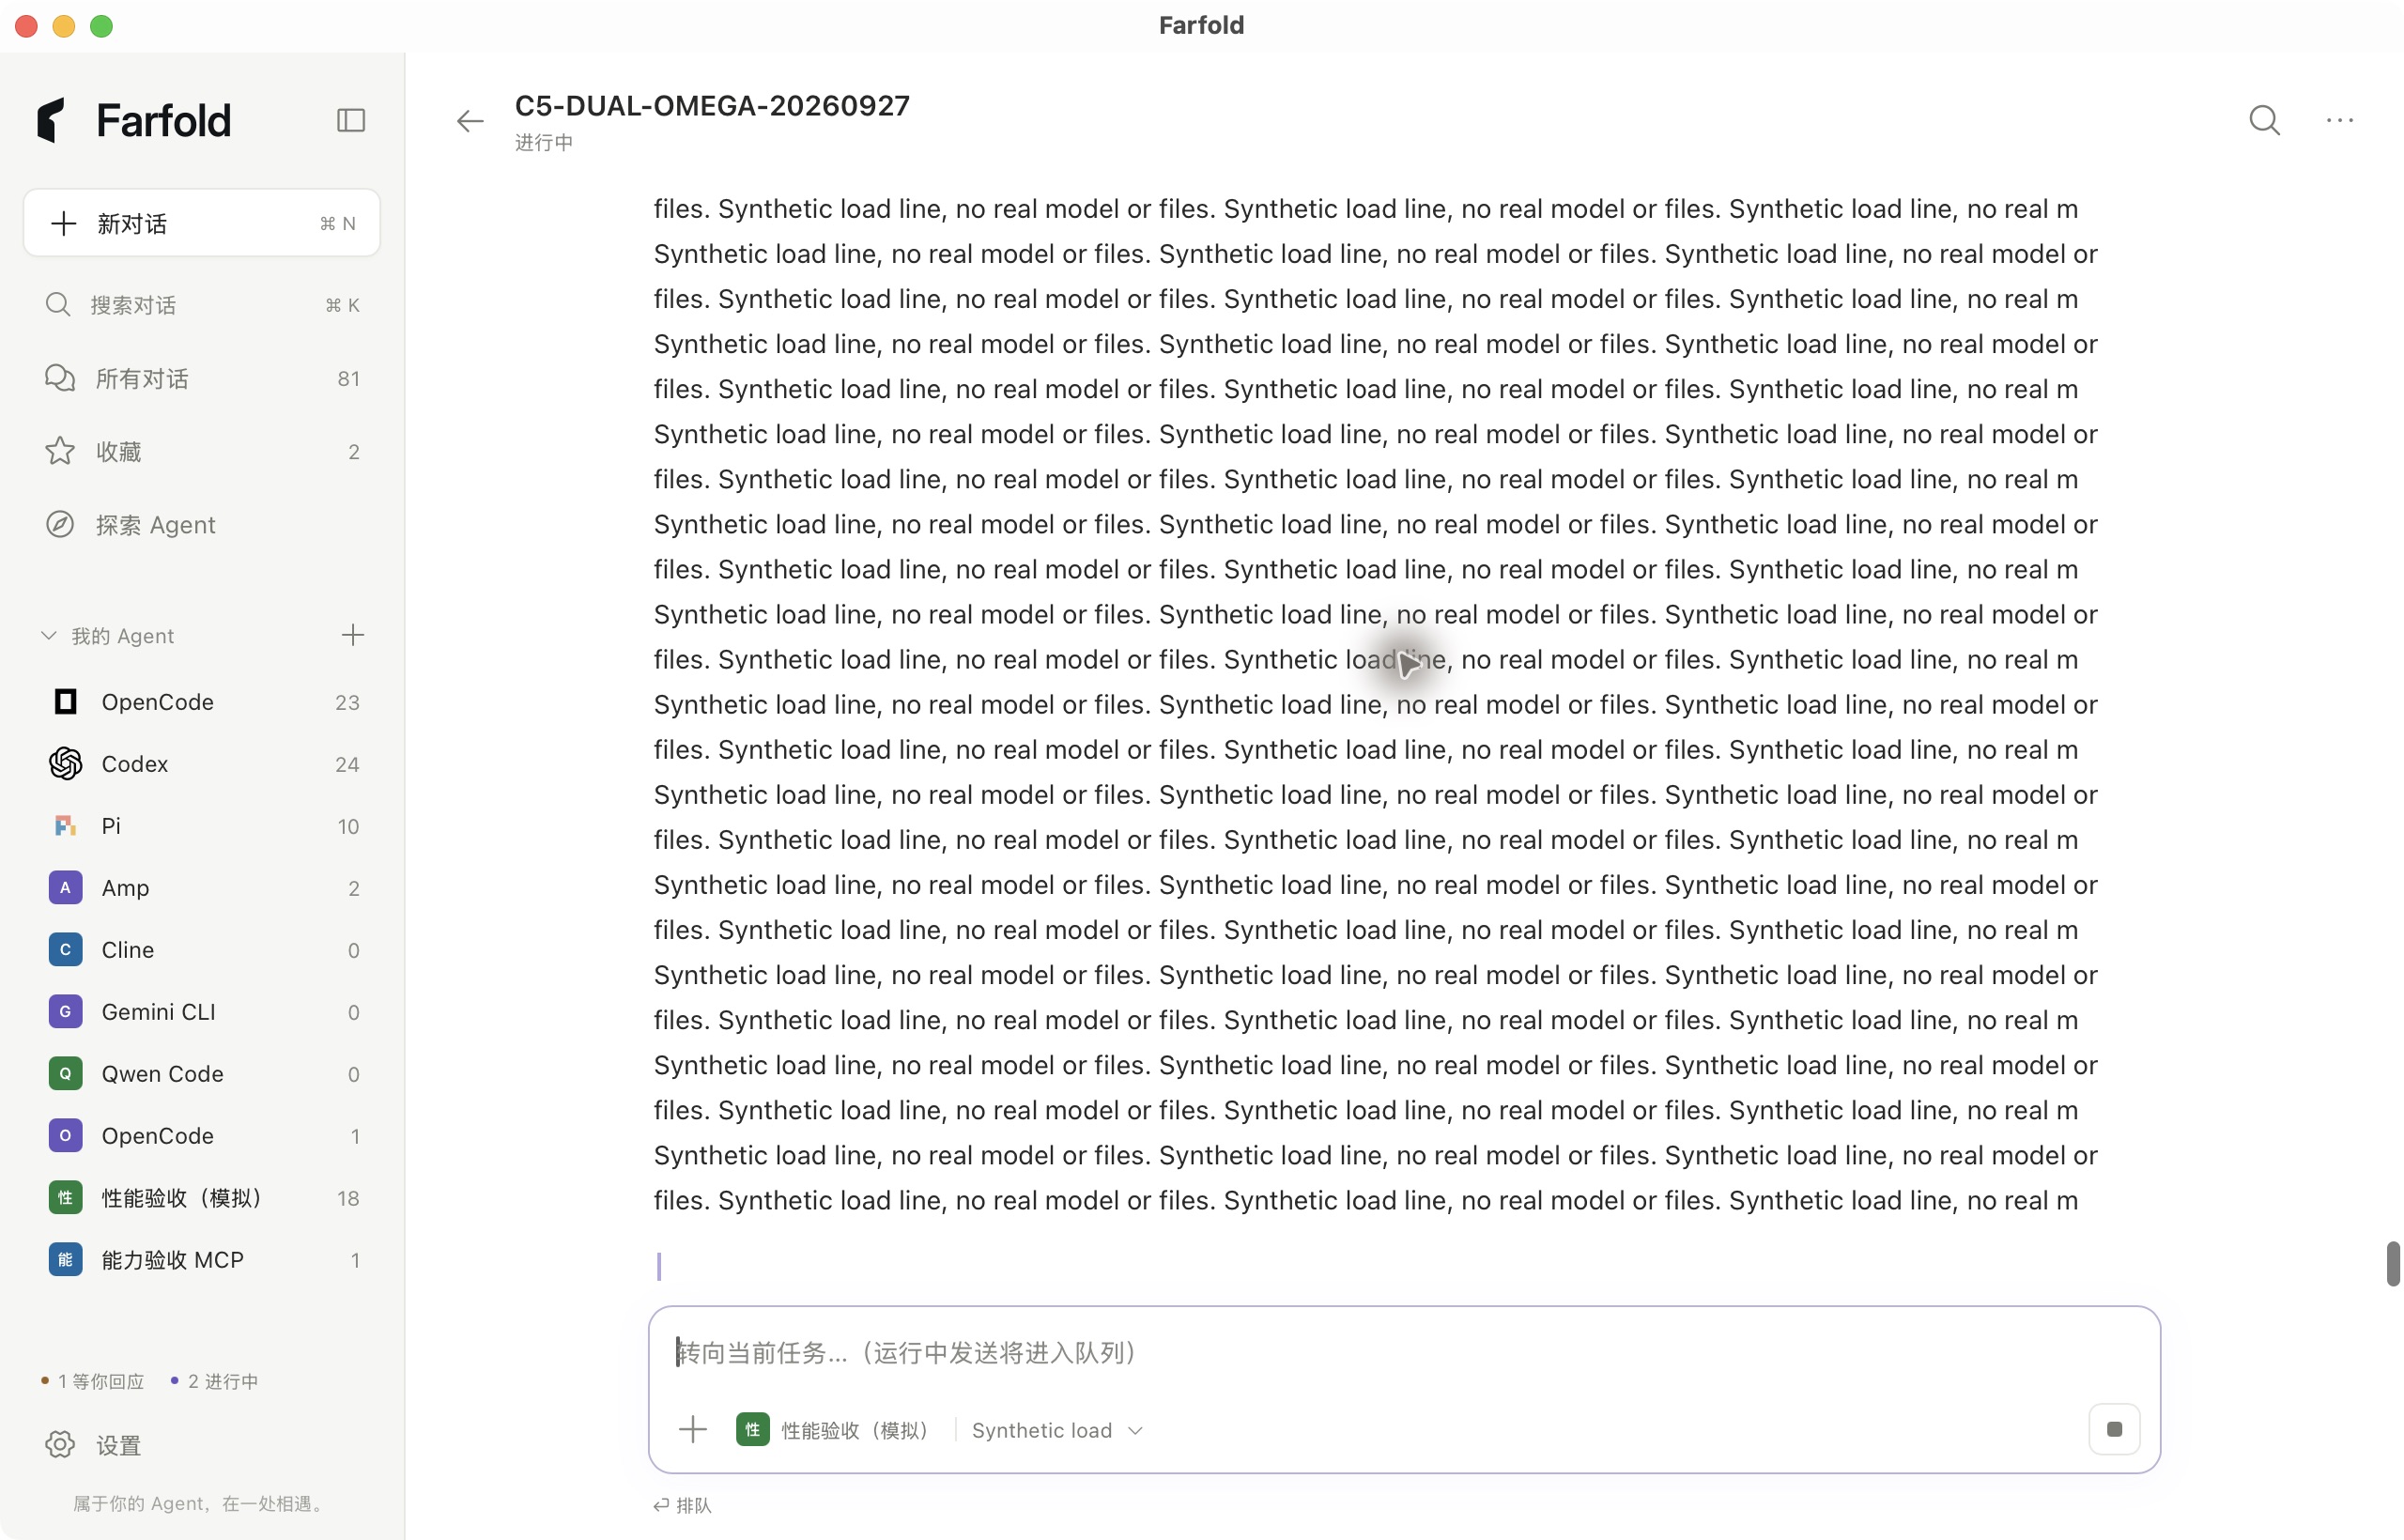 Farfold
Farfold
新对话 ⌘ N
搜索对话 ⌘ K
所有对话 81
收藏 2
探索 Agent
我的 Agent
OpenCode 23
Codex 24
Pi 10
A Amp 2
C Cline 0
G Gemini CLI 0
Q Qwen Code 0
O OpenCode 1
性 性能验收（模拟） 18
能 能力验收 MCP 1
1 等你回应 2 进行中
设置
属于你的 Agent，在一处相遇。
C5-DUAL-OMEGA-20260927
进行中
files. Synthetic load line, no real model or files. Synthetic load line, no real model or files. Synthetic load line, no real m
Synthetic load line, no real model or files. Synthetic load line, no real model or files. Synthetic load line, no real model or
files. Synthetic load line, no real model or files. Synthetic load line, no real model or files. Synthetic load line, no real m
Synthetic load line, no real model or files. Synthetic load line, no real model or files. Synthetic load line, no real model or
files. Synthetic load line, no real model or files. Synthetic load line, no real model or files. Synthetic load line, no real m
Synthetic load line, no real model or files. Synthetic load line, no real model or files. Synthetic load line, no real model or
files. Synthetic load line, no real model or files. Synthetic load line, no real model or files. Synthetic load line, no real m
Synthetic load line, no real model or files. Synthetic load line, no real model or files. Synthetic load line, no real model or
files. Synthetic load line, no real model or files. Synthetic load line, no real model or files. Synthetic load line, no real m
Synthetic load line, no real model or files. Synthetic load line, no real model or files. Synthetic load line, no real model or
files. Synthetic load line, no real model or files. Synthetic load line, no real model or files. Synthetic load line, no real m
Synthetic load line, no real model or files. Synthetic load line, no real model or files. Synthetic load line, no real model or
files. Synthetic load line, no real model or files. Synthetic load line, no real model or files. Synthetic load line, no real m
Synthetic load line, no real model or files. Synthetic load line, no real model or files. Synthetic load line, no real model or
files. Synthetic load line, no real model or files. Synthetic load line, no real model or files. Synthetic load line, no real m
Synthetic load line, no real model or files. Synthetic load line, no real model or files. Synthetic load line, no real model or
files. Synthetic load line, no real model or files. Synthetic load line, no real model or files. Synthetic load line, no real m
Synthetic load line, no real model or files. Synthetic load line, no real model or files. Synthetic load line, no real model or
files. Synthetic load line, no real model or files. Synthetic load line, no real model or files. Synthetic load line, no real m
Synthetic load line, no real model or files. Synthetic load line, no real model or files. Synthetic load line, no real model or
files. Synthetic load line, no real model or files. Synthetic load line, no real model or files. Synthetic load line, no real m
Synthetic load line, no real model or files. Synthetic load line, no real model or files. Synthetic load line, no real model or
files. Synthetic load line, no real model or files. Synthetic load line, no real model or files. Synthetic load line, no real m
转向当前任务...（运行中发送将进入队列）
性 性能验收（模拟） Synthetic load
排队